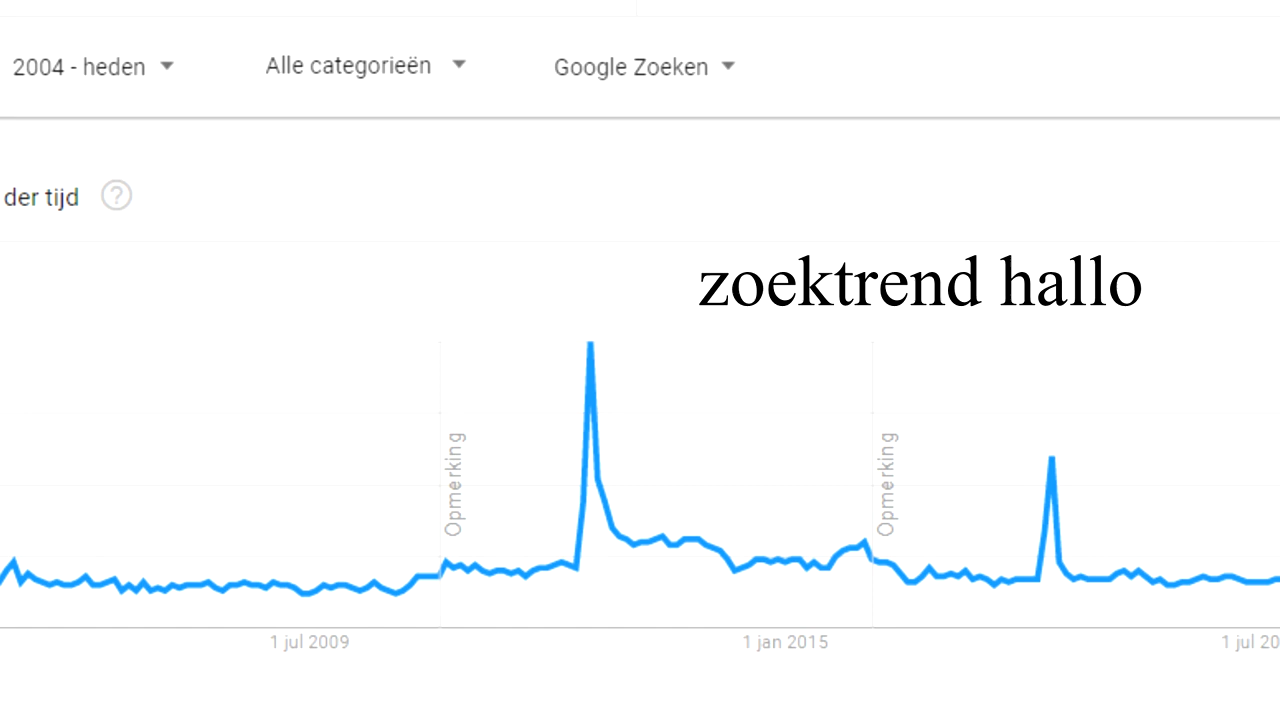 2004 - heden
Alle categorieën
Google Zoeken
der tijd
?
zoektrend hallo
Opmerking
Opmerking
1 jul 2009
1 jan 2015
1 jul 20